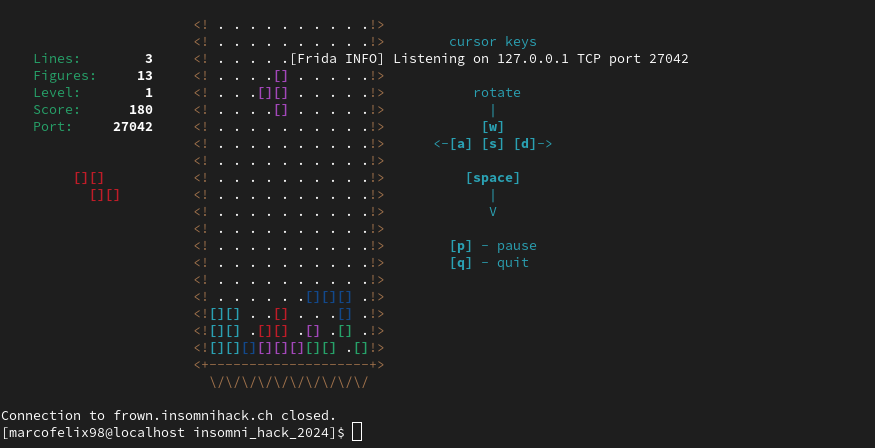 <! . . . . . . . . . .!>
<! . . . . . . . . . .!> cursor keys
Lines: 3 <! . . . . .[Frida INFO] Listening on 127.0.0.1 TCP port 27042
Figures: 13 <! . . . .[] . . . . .!>
Level: 1 <! . . .[][] . . . . .!> rotate
Score: 180 <! . . . .[] . . . . .!> |
Port: 27042 <! . . . . . . . . . .!> [w]
<! . . . . . . . . . .!> <-[a] [s] [d]->
<! . . . . . . . . . .!>
[][] <! . . . . . . . . . .!> [space]
[][] <! . . . . . . . . . .!> |
<! . . . . . . . . . .!> V
<! . . . . . . . . . .!>
<! . . . . . . . . . .!> [p] - pause
<! . . . . . . . . . .!> [q] - quit
<! . . . . . . . . . .!>
<! . . . . . .[][][] .!>
<![][] . .[] . . .[] .!>
<![][] .[][] .[] .[] .!>
<![][][][][][][][] .[]!>
<+--------------------+>
\/\/\/\/\/\/\/\/\/\/
Connection to frown.insomnihack.ch closed.
[marcofelix98@localhost insomni_hack_2024]$